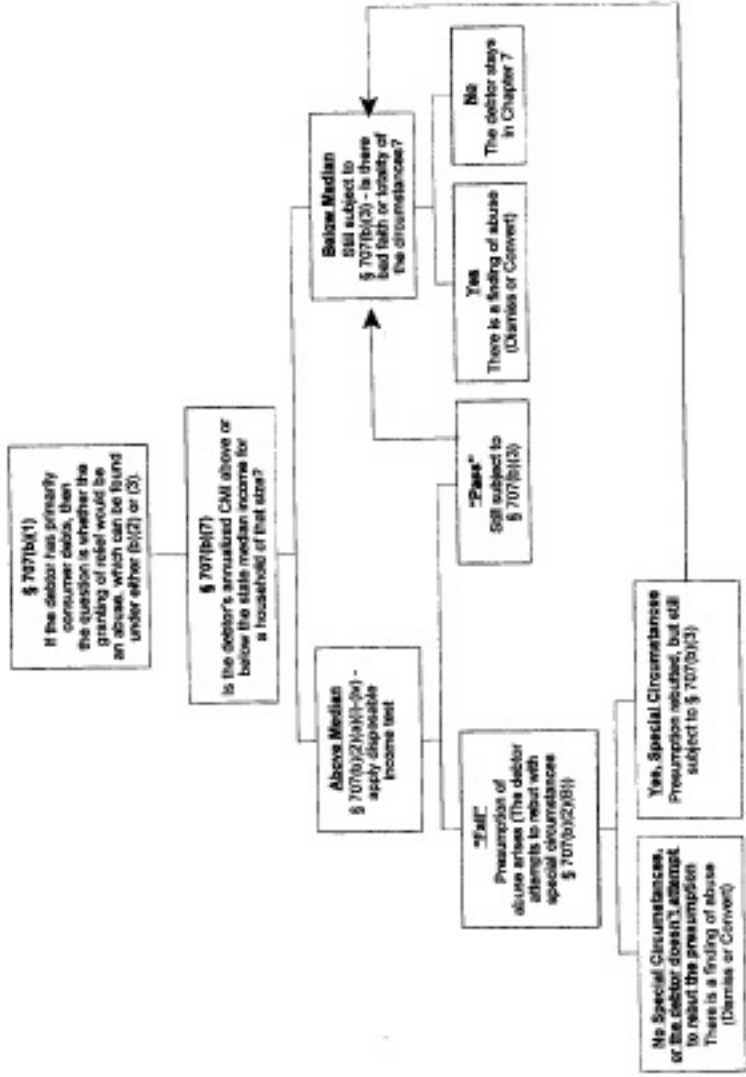 § 707(b)(1)
If the debtor has primarily
consumer debts, then
the question is whether the
granting of relief would be
an abuse, which can be found
under either (b)(2) or (3).
§ 707(b)(7)
Is the debtor's annualized CMI above or
below the state median income for
a household of that size?
Above Median
§ 707(b)(2)(a)(i)-(iv) -
apply disposable
income test
Below Median
Still subject to
§ 707(b)(3) - is there
bad faith or totality of
the circumstances?
"Fail"
Presumption of
abuse arises (The debtor
attempts to rebut with
special circumstances
§ 707(b)(2)(B))
"Pass"
Still subject to
§ 707(b)(3)
Yes
There is a finding of abuse
(Dismiss or Convert)
No
The debtor stays
in Chapter 7
No Special Circumstances,
or the debtor doesn't attempt
to rebut the presumption
There is a finding of abuse
(Dismiss or Convert)
Yes, Special Circumstances
Presumption rebutted, but still
subject to § 707(b)(3)